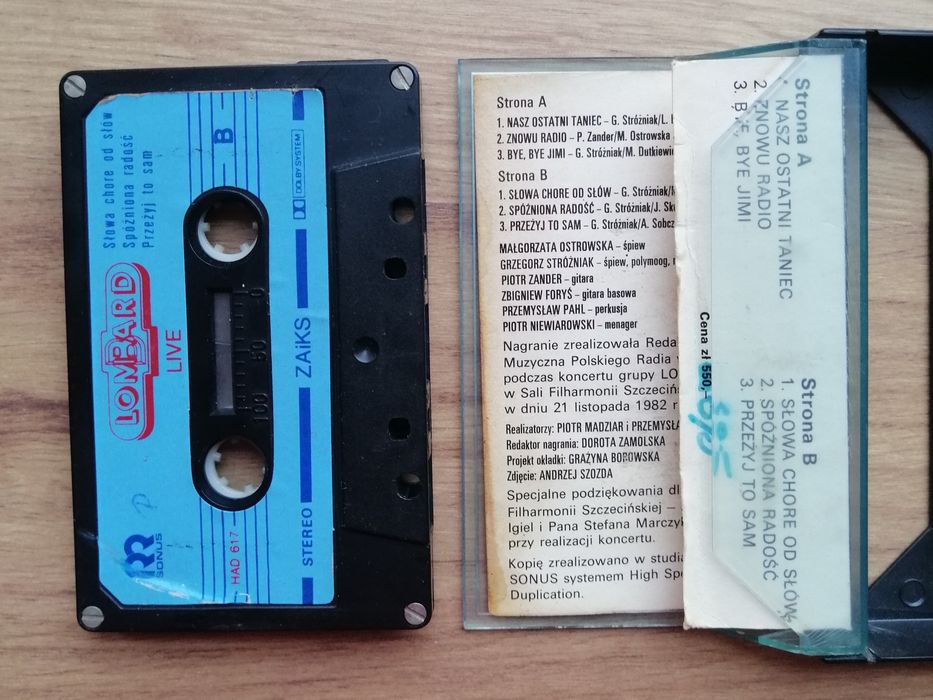 Słowa chore od słów
Spóźniona radość
Przeżyj to sam
B
DOLBY SYSTEM
LOMBARD
LIVE
ZAiKS
100 50 0
STEREO
HAD 617
SONUS
Strona A
1. NASZ OSTATNI TANIEC – G. Stróżniak/L.
2. ZNOWU RADIO – P. Zander/M. Ostrowska
3. BYE, BYE JIMI – G. Stróżniak/M. Dutkiewic
Strona B
1. SŁOWA CHORE OD SŁÓW – G. Stróżniak/
2. SPÓŹNIONA RADOŚĆ – G. Stróżniak/J. Sk
3. PRZEŻYJ TO SAM – G. Stróżniak/A. Sobcz
MAŁGORZATA OSTROWSKA – śpiew
GRZEGORZ STRÓŻNIAK – śpiew, polymoog,
PIOTR ZANDER – gitara
ZBIGNIEW FORYŚ – gitara basowa
PRZEMYSŁAW PAHL – perkusja
PIOTR NIEWIAROWSKI – menager
Nagranie zrealizowała Reda
Muzyczna Polskiego Radia
podczas koncertu grupy LO
w Sali Filharmonii Szczeciń
w dniu 21 listopada 1982 r
Realizatorzy: PIOTR MADZIAR i PRZEMYSŁA
Redaktor nagrania: DOROTA ZAMOLSKA
Projekt okładki: GRAŻYNA BOROWSKA
Zdjęcie: ANDRZEJ SZOZDA
Specjalne podziękowania dl
Filharmonii Szczecińskiej –
Igiel i Pana Stefana Marczyk
przy realizacji koncertu.
Kopię zrealizowano w studi
SONUS systemem High Spe
Duplication.
Strona A
NASZ OSTATNI TANIEC
2. ZNOWU RADIO
3. BYE, BYE JIMI
Strona B
1. SŁOWA CHORE OD SŁÓW
2. SPÓŹNIONA RADOŚĆ
3. PRZEŻYJ TO SAM
Cena zł 550,–